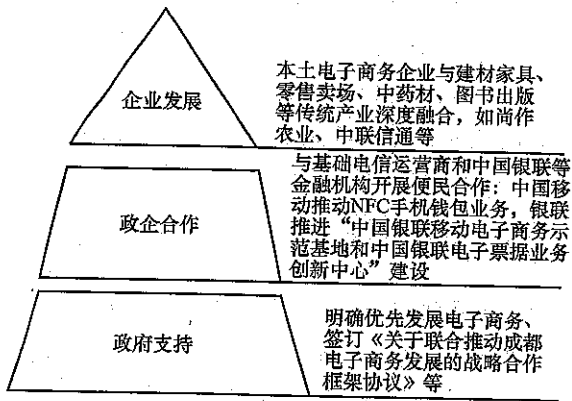 企业发展
本土电子商务企业与建材家具、
零售卖场、中药材、图书出版
等传统产业深度融合，如尚作
农业、中联信通等
政企合作
与基础电信运营商和中国银联等
金融机构开展便民合作：中国移
动推动NFC手机钱包业务，银联
推进“中国银联移动电子商务示
范基地和中国银联电子票据业务
创新中心”建设
政府支持
明确优先发展电子商务、
签订《关于联合推动成都
电子商务发展的战略合作
框架协议》等